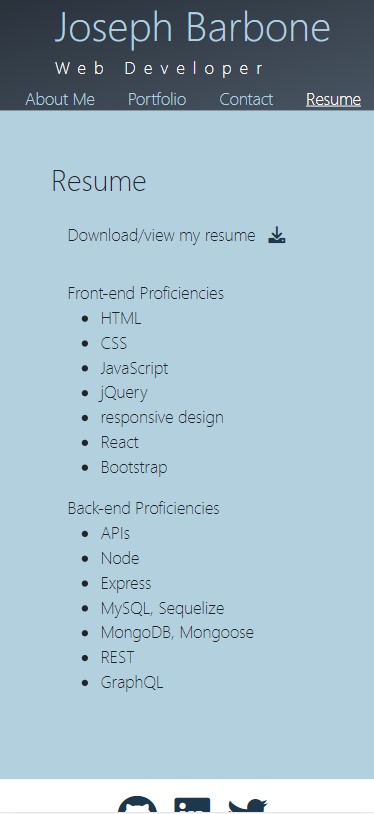 Joseph Barbone
Web Developer
About Me Portfolio Contact Resume
Resume
Download/view my resume
Front-end Proficiencies
HTML
CSS
JavaScript
jQuery
responsive design
React
Bootstrap
Back-end Proficiencies
APIs
Node
Express
MySQL, Sequelize
MongoDB, Mongoose
REST
GraphQL